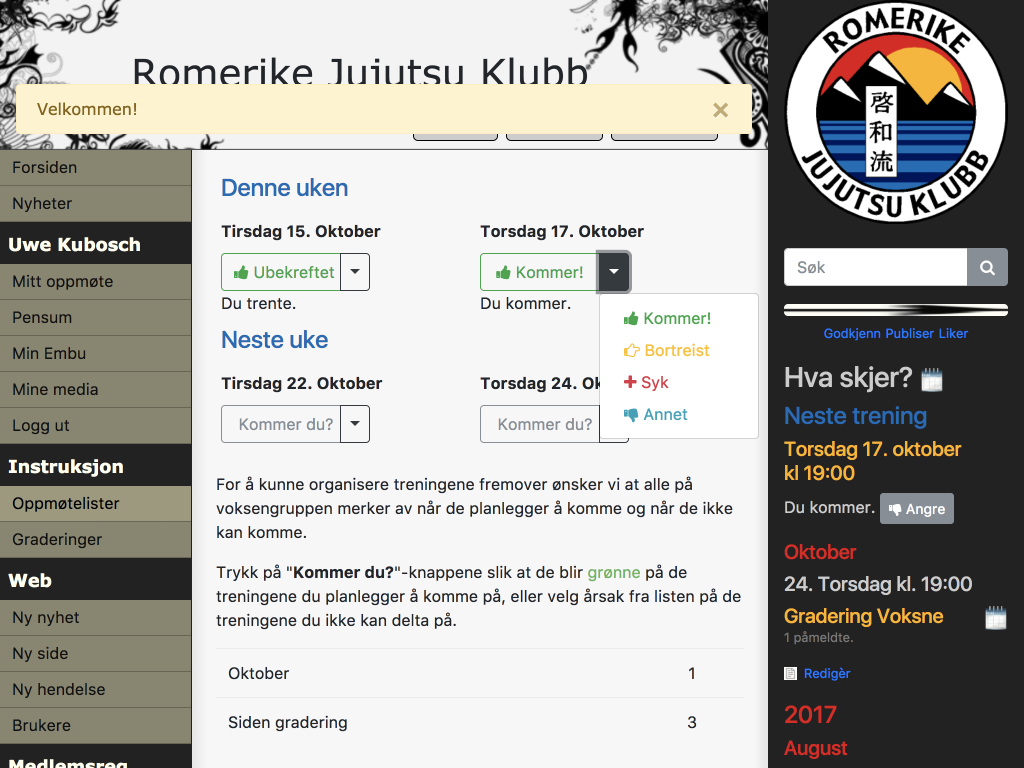 Romerike Jujutsu Klubb
Velkommen!
×
Forsiden
Nyheter
Uwe Kubosch
Mitt oppmøte
Pensum
Min Embu
Mine media
Logg ut
Instruksjon
Oppmøtelister
Graderinger
Web
Ny nyhet
Ny side
Ny hendelse
Brukere
Medlemsreg
Denne uken
Tirsdag 15. Oktober
Ubekreftet
Du trente.
Torsdag 17. Oktober
Kommer!
Du kommer.
Kommer!
Bortreist
Syk
Annet
Neste uke
Tirsdag 22. Oktober
Kommer du?
Torsdag 24. Ok
Kommer du?
For å kunne organisere treningene fremover ønsker vi at alle på
voksengruppen merker av når de planlegger å komme og når de ikke
kan komme.
Trykk på "Kommer du?"-knappene slik at de blir grønne på de
treningene du planlegger å komme på, eller velg årsak fra listen på de
treningene du ikke kan delta på.
Oktober 1
Siden gradering 3
ROMERIKE
啓和流
JUJUTSU KLUBB
Søk
Godkjenn Publiser Liker
Hva skjer?
Neste trening
Torsdag 17. oktober
kl 19:00
Du kommer. Angre
Oktober
24. Torsdag kl. 19:00
Gradering Voksne
1 påmeldte.
Redigèr
2017
August